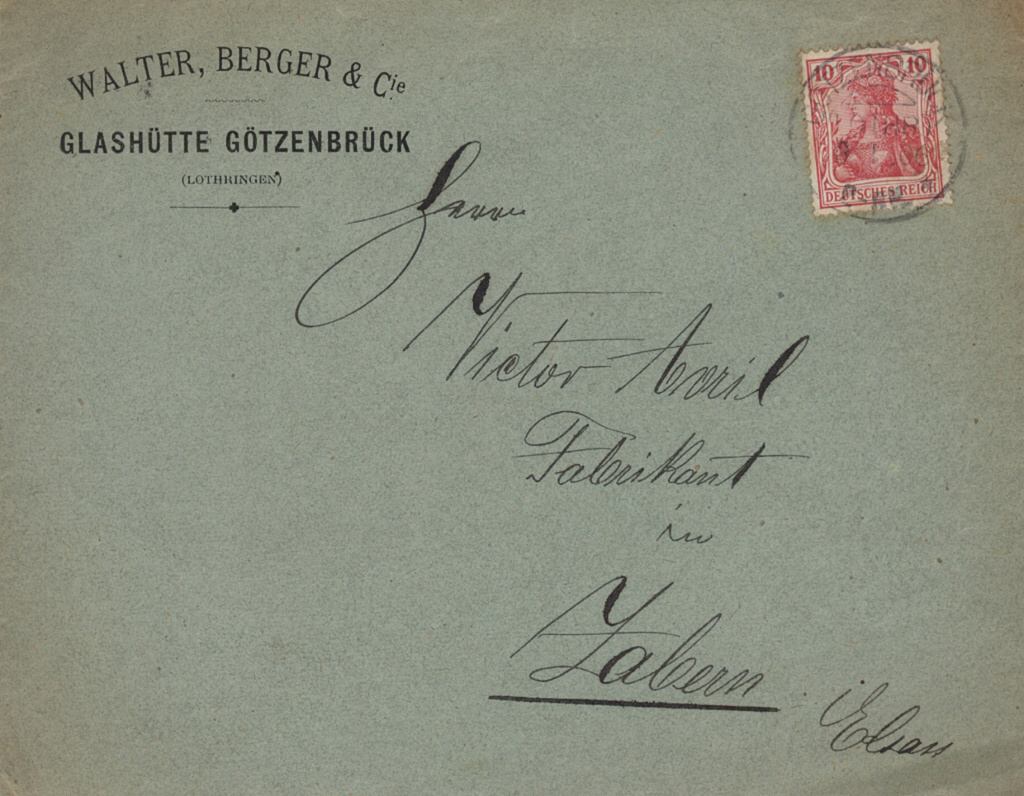 WALTER, BERGER & Cie
GLASHÜTTE GÖTZENBRÜCK
(LOTHRINGEN)
10 10
DEUTSCHES REICH
Herrn
Victor Avril
Fabrikant
in
Zabern
i/Elsass